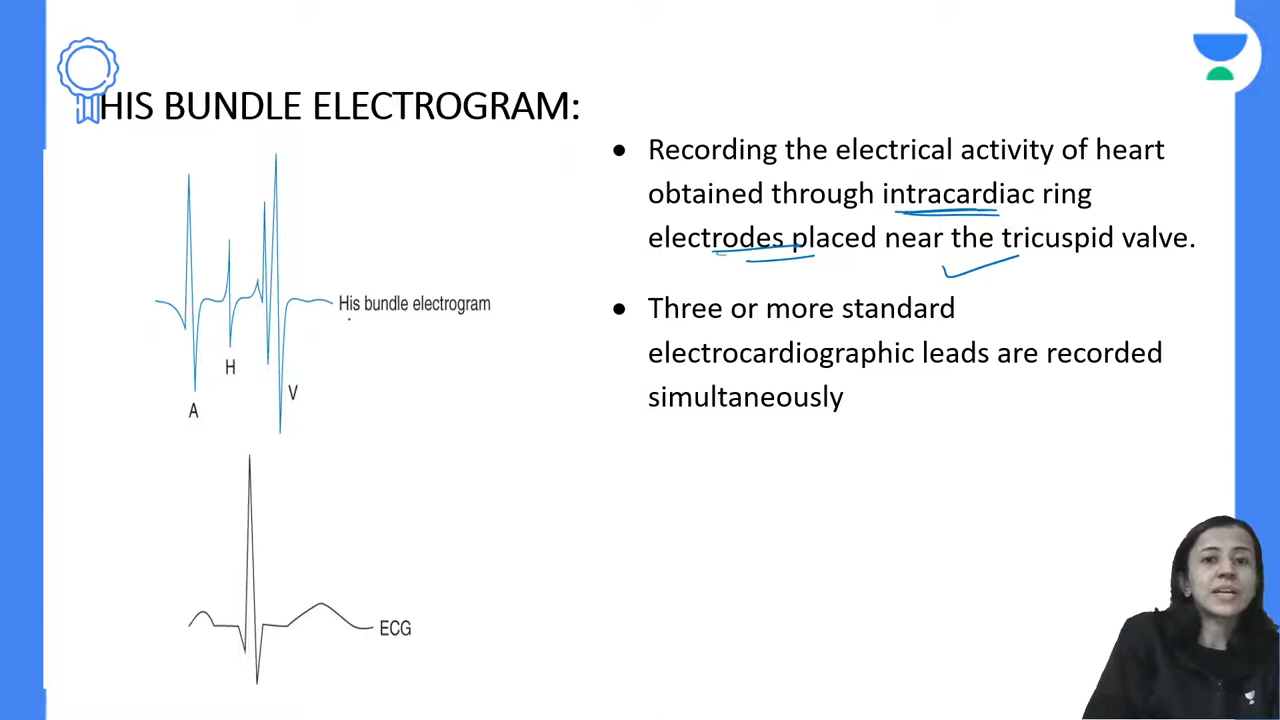 HIS BUNDLE ELECTROGRAM:
His bundle electrogram
H
V
A
ECG
● Recording the electrical activity of heart
obtained through intracardiac ring
electrodes placed near the tricuspid valve.
● Three or more standard
electrocardiographic leads are recorded
simultaneously